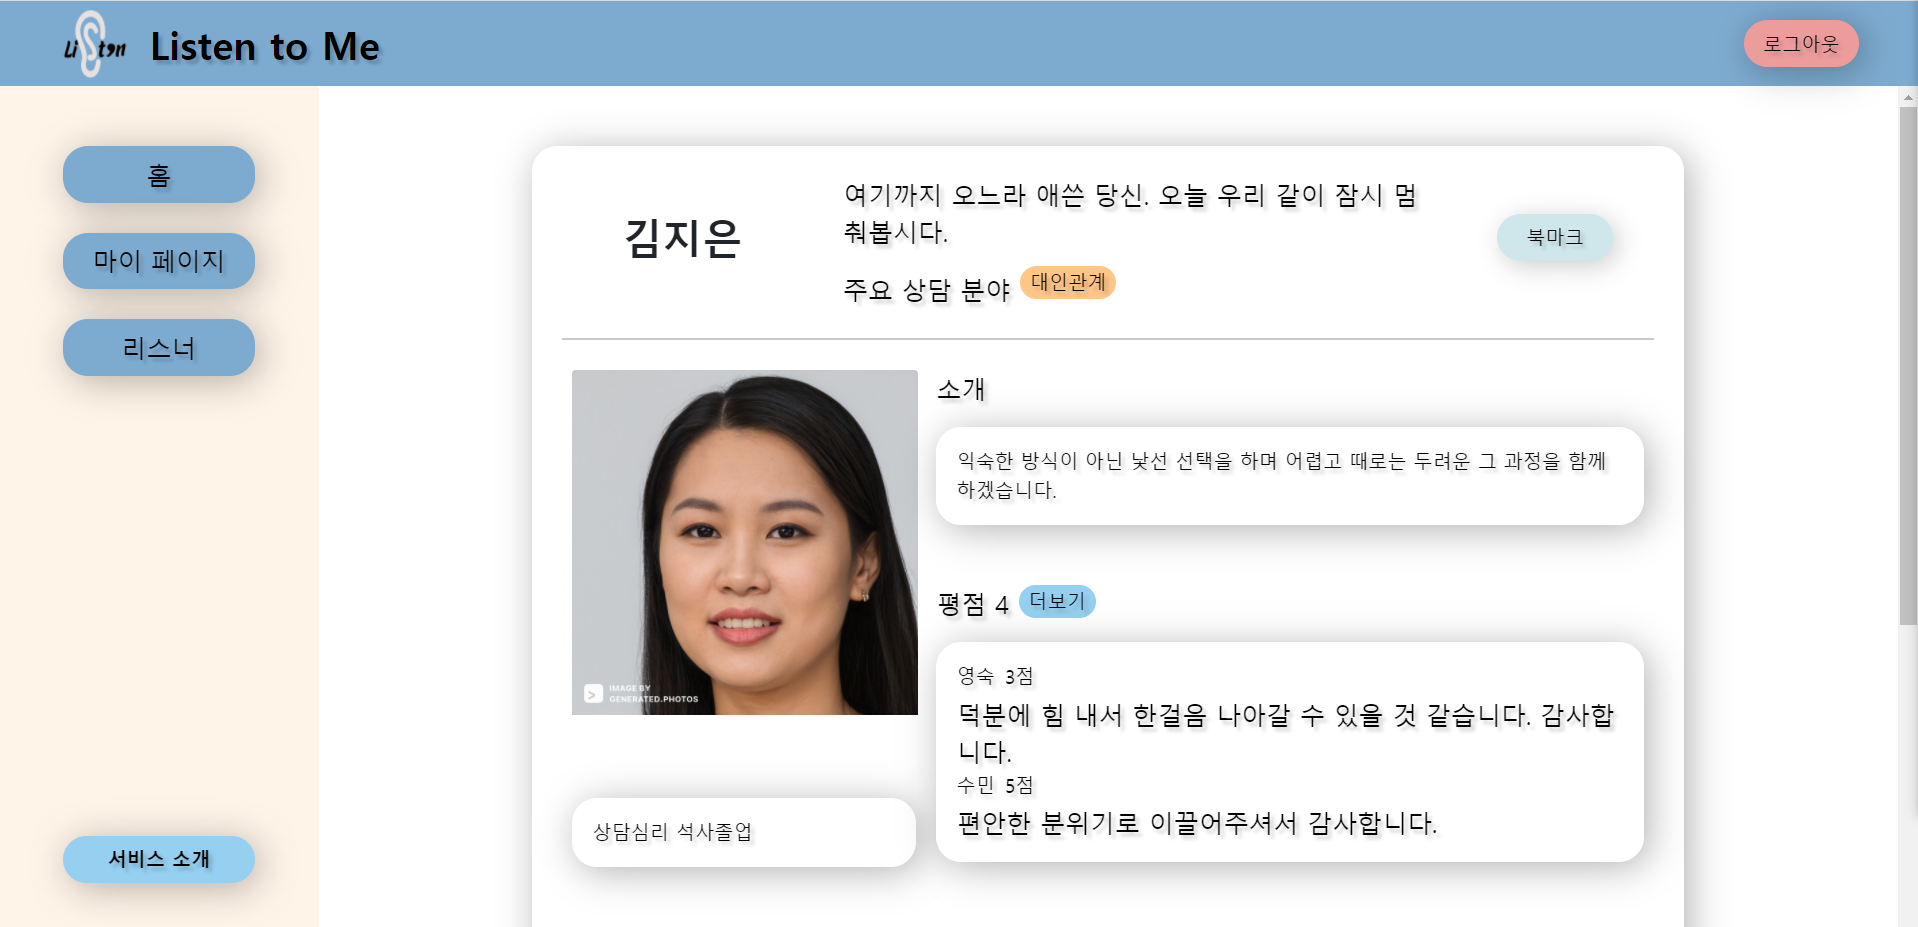 Liston
Listen to Me
로그아웃
홈
마이 페이지
리스너
서비스 소개
김지은
여기까지 오느라 애쓴 당신. 오늘 우리 같이 잠시 멈
춰봅시다.
주요 상담 분야 대인관계
북마크
IMAGE BY
GENERATED.PHOTOS
상담심리 석사졸업
소개
익숙한 방식이 아닌 낯선 선택을 하며 어렵고 때로는 두려운 그 과정을 함께
하겠습니다.
평점 4 더보기
영숙 3점
덕분에 힘 내서 한걸음 나아갈 수 있을 것 같습니다. 감사합
니다.
수민 5점
편안한 분위기로 이끌어주셔서 감사합니다.